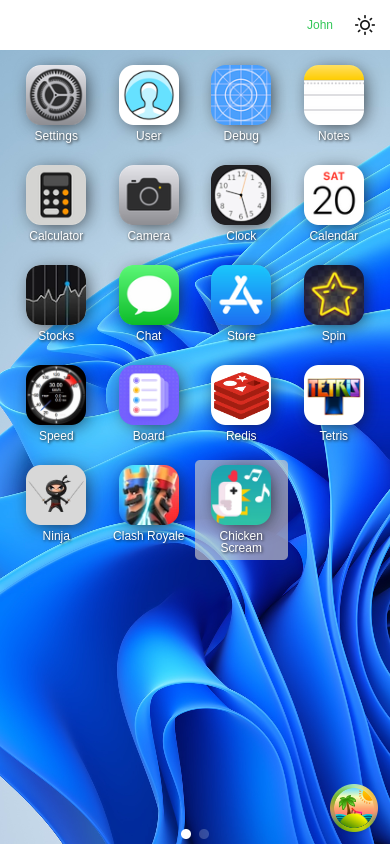 John
Settings
User
Debug
Notes
Calculator
Camera
Clock
SAT
20
Calendar
Stocks
Chat
Store
Spin
Speed
Board
Redis
TETRIS
Tetris
Ninja
Clash Royale
Chicken
Scream